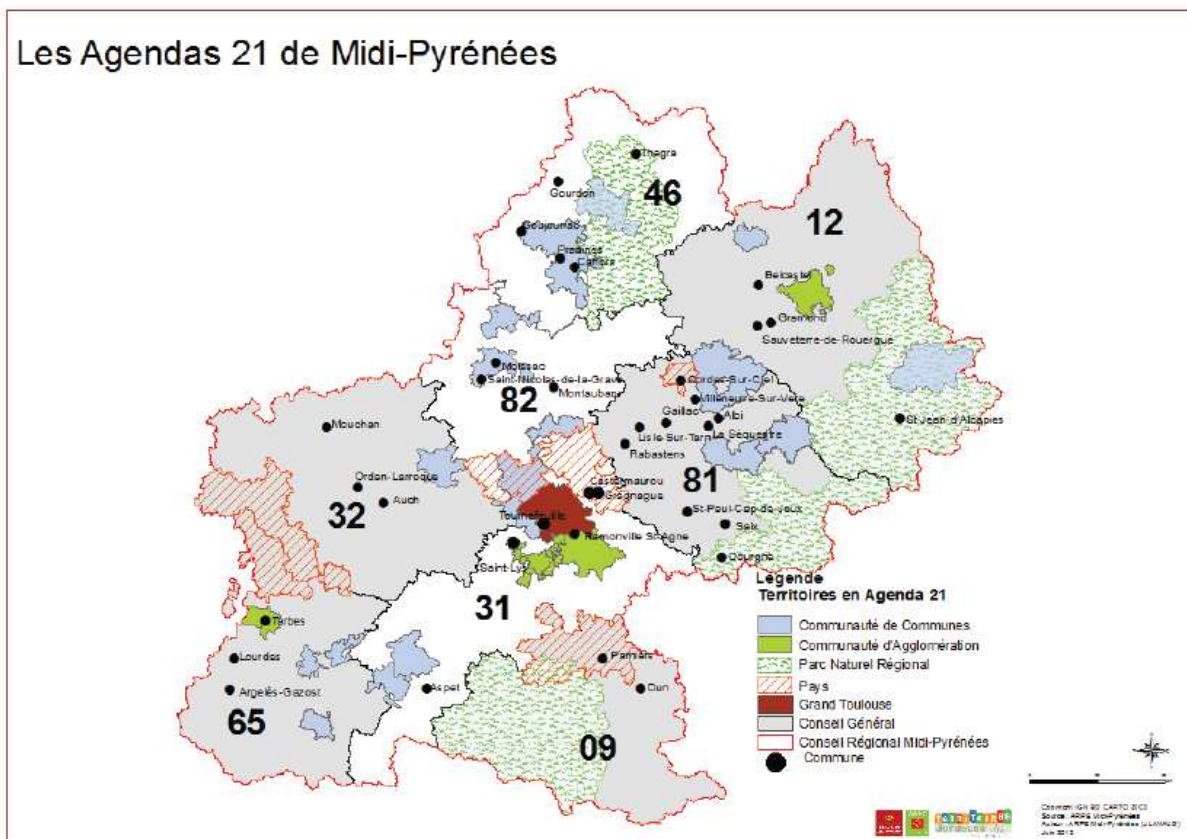 Les Agendas 21 de Midi-Pyrénées
Thegra
46
Gourdon
12
Goujounac
Pradines
Cahors
Belcastel
Gramond
Sauveterre-de-Rouergue
Moissac
Saint-Nicolas-de-la-Grave
Montauban
82
Cordes-Sur-Ciel
Villeneuve-Sur-Vere
Gaillac
Albi
Lisle-Sur-Tarn
Le Séquestre
St Jean-d'Alcapies
Mouchan
Rabastens
81
Ordan-Larroque
Auch
32
Castelmaurou
Gragnague
St-Paul-Cap-de-Joux
Tournefeuille
Saix
Ramonville St-Agne
Saint-Lys
Dourgne
31
Tarbes
Lourdes
Pamiers
Argelès-Gazost
Aspet
Dun
65
09
Légende
Territoires en Agenda 21
Communauté de Communes
Communauté d'Agglomération
Parc Naturel Régional
Pays
Grand Toulouse
Conseil Général
Conseil Régional Midi-Pyrénées
Commune